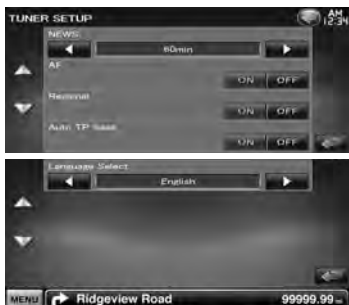 TUNER SETUP
AM 12:34
NEWS
60min
AF
ON OFF
Regional
ON OFF
Auto TP Seek
ON OFF
Language Select
English
MENU Ridgeview Road 99999.99